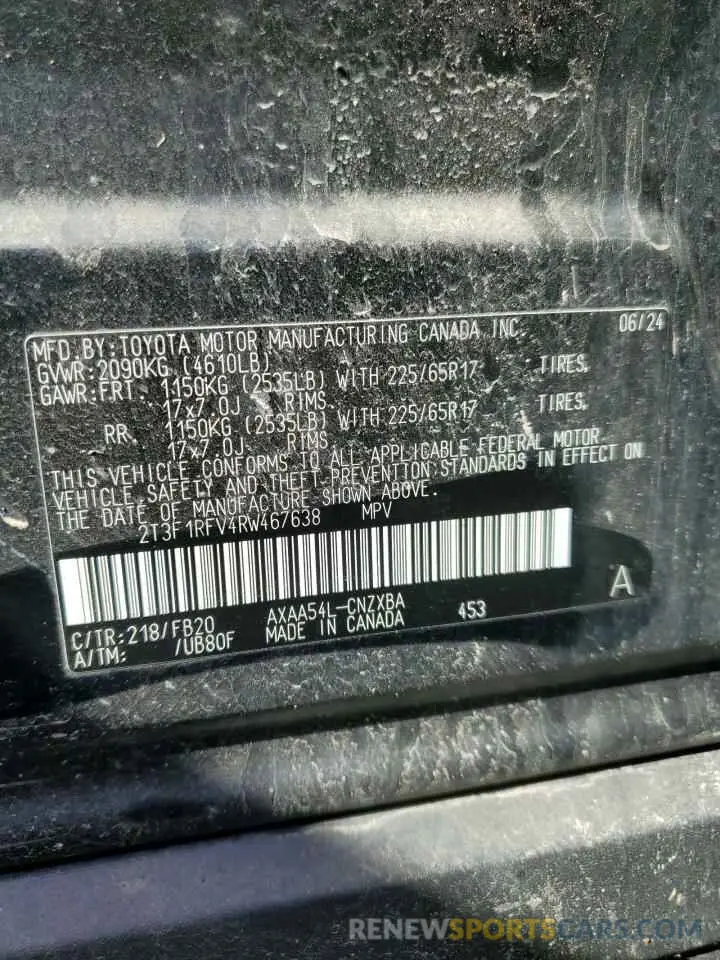 MFD.BY:TOYOTA MOTOR MANUFACTURING CANADA INC. 06/24
GVWR:2090KG (4610LB)
GAWR:FRT. 1150KG (2535LB) WITH 225/65R17 TIRES,
17x7.0J RIMS,
RR. 1150KG (2535LB) WITH 225/65R17 TIRES,
17x7.0J RIMS
THIS VEHICLE CONFORMS TO ALL APPLICABLE FEDERAL MOTOR
VEHICLE SAFETY AND THEFT PREVENTION STANDARDS IN EFFECT ON
THE DATE OF MANUFACTURE SHOWN ABOVE.
2T3F1RFV4RW467638 MPV
A
C/TR:218/FB20 AXAA54L-CNZXBA 453
A/TM: /UB80F MADE IN CANADA
RENEWSPORTSCARS.COM